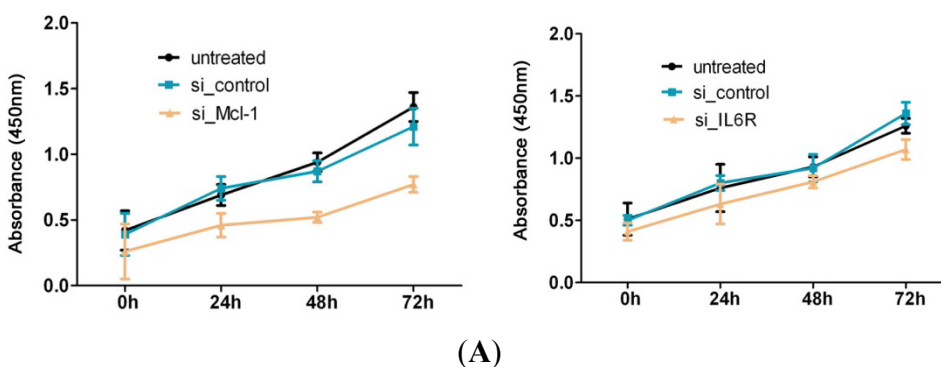 2.0
1.5
1.0
0.5
0.0
Absorbance (450nm)
untreated
si_control
si_Mcl-1
0h 24h 48h 72h
2.0
1.5
1.0
0.5
0.0
Absorbance (450nm)
untreated
si_control
si_IL6R
0h 24h 48h 72h
(A)